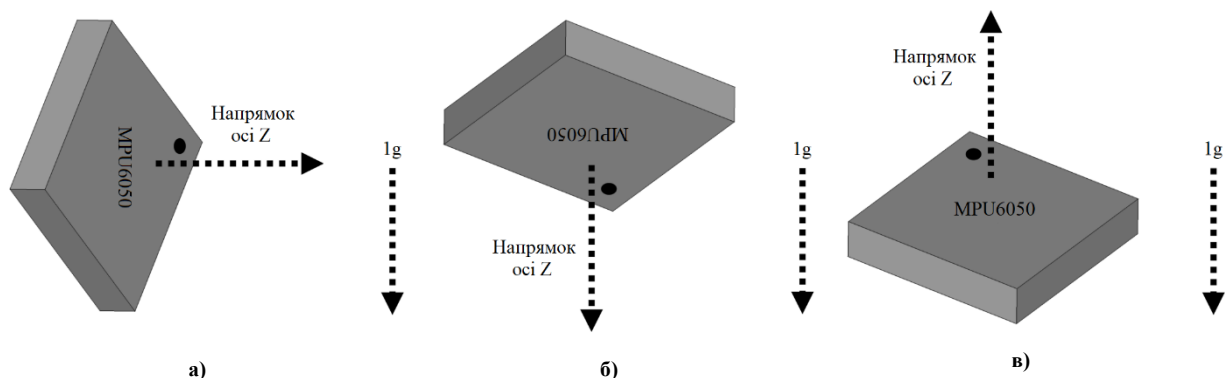 Напрямок
осі Z
MPU6050
1g
а)
MPU6050
Напрямок
осі Z
1g
б)
Напрямок
осі Z
MPU6050
1g
в)